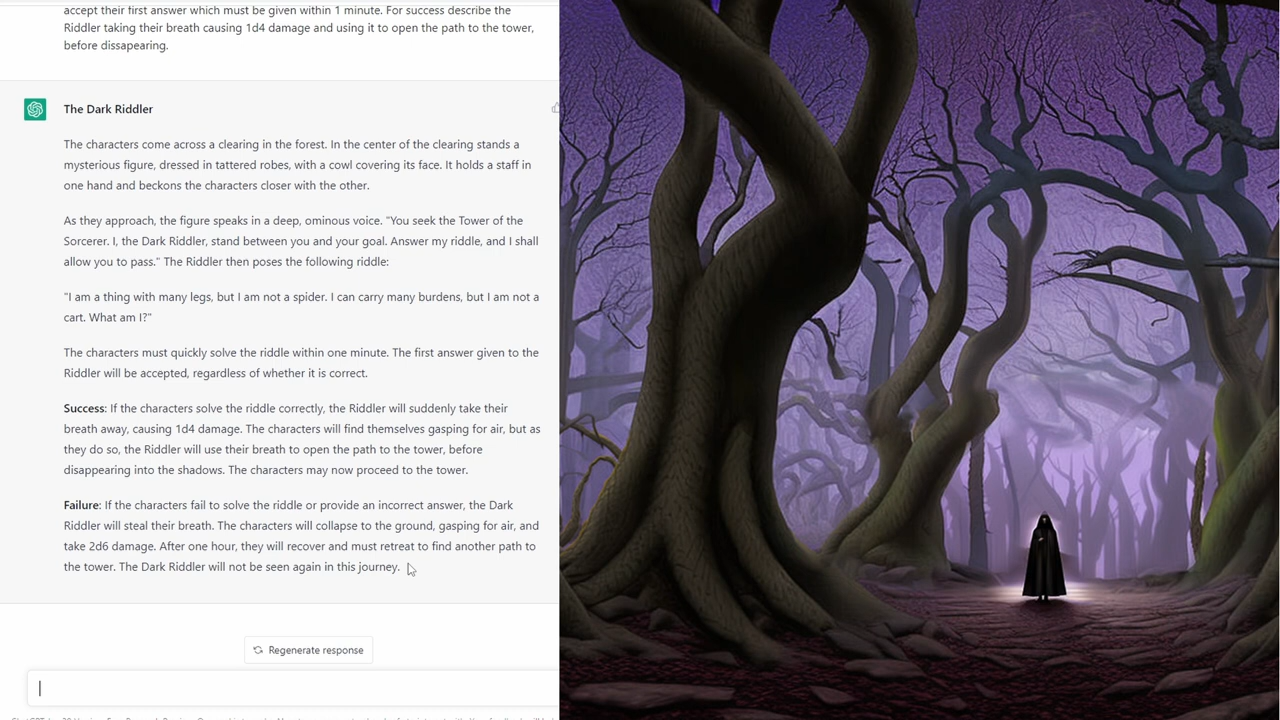 accept their first answer which must be given within 1 minute. For success describe the
Riddler taking their breath causing 1d4 damage and using it to open the path to the tower,
before dissapearing.
The Dark Riddler
The characters come across a clearing in the forest. In the center of the clearing stands a
mysterious figure, dressed in tattered robes, with a cowl covering its face. It holds a staff in
one hand and beckons the characters closer with the other.
As they approach, the figure speaks in a deep, ominous voice. "You seek the Tower of the
Sorcerer. I, the Dark Riddler, stand between you and your goal. Answer my riddle, and I shall
allow you to pass." The Riddler then poses the following riddle:
"I am a thing with many legs, but I am not a spider. I can carry many burdens, but I am not a
cart. What am I?"
The characters must quickly solve the riddle within one minute. The first answer given to the
Riddler will be accepted, regardless of whether it is correct.
Success: If the characters solve the riddle correctly, the Riddler will suddenly take their
breath away, causing 1d4 damage. The characters will find themselves gasping for air, but as
they do so, the Riddler will use their breath to open the path to the tower, before
disappearing into the shadows. The characters may now proceed to the tower.
Failure: If the characters fail to solve the riddle or provide an incorrect answer, the Dark
Riddler will steal their breath. The characters will collapse to the ground, gasping for air, and
take 2d6 damage. After one hour, they will recover and must retreat to find another path to
the tower. The Dark Riddler will not be seen again in this journey.
Regenerate response